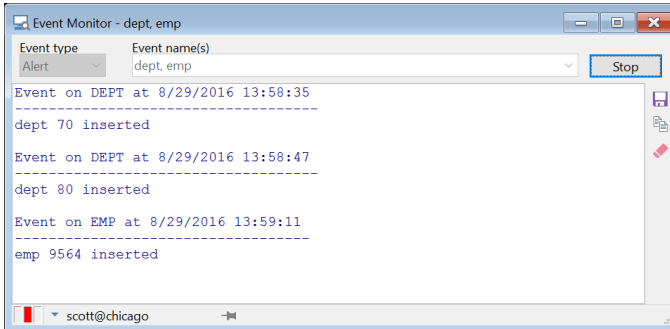 Event Monitor - dept, emp
Event type Event name(s)
Alert dept, emp Stop
Event on DEPT at 8/29/2016 13:58:35
-----------------------------------
dept 70 inserted
Event on DEPT at 8/29/2016 13:58:47
-----------------------------------
dept 80 inserted
Event on EMP at 8/29/2016 13:59:11
----------------------------------
emp 9564 inserted
scott@chicago